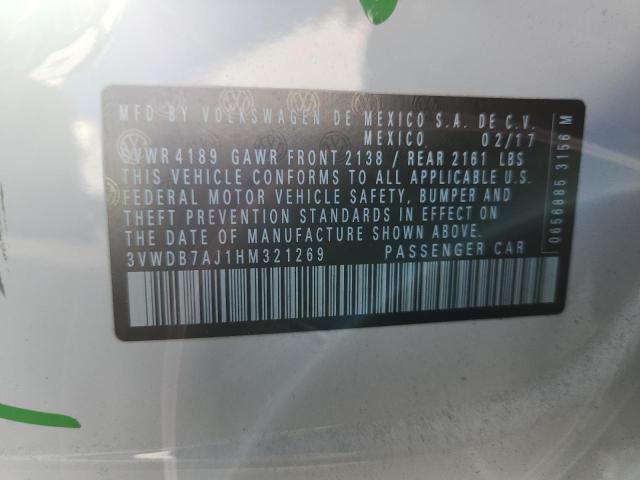 MFD BY VOLKSWAGEN DE MEXICO S.A. DE C.V.
MEXICO 02/17
GVWR 4189 GAWR FRONT 2138 / REAR 2161 LBS
THIS VEHICLE CONFORMS TO ALL APPLICABLE U.S.
FEDERAL MOTOR VEHICLE SAFETY, BUMPER AND
THEFT PREVENTION STANDARDS IN EFFECT ON
THE DATE OF MANUFACTURE SHOWN ABOVE.
3VWDB7AJ1HM321269 PASSENGER CAR
0656885 3156 M